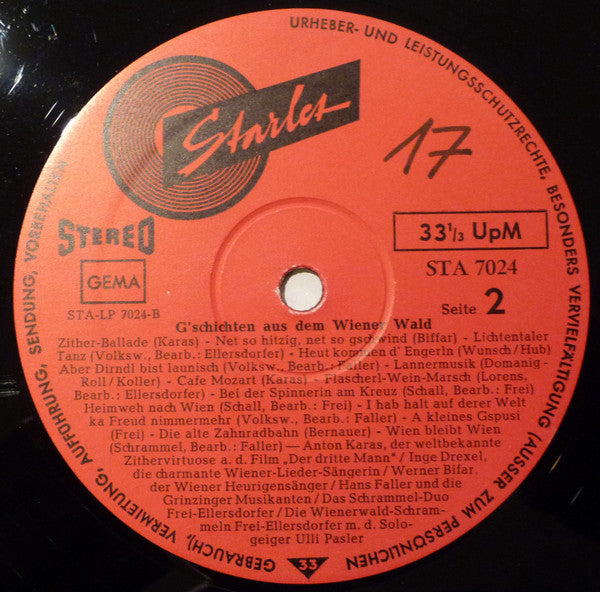 URHEBER- UND LEISTUNGSSCHUTZRECHTE, BESONDERS VERVIELFÄLTIGUNG (AUSSER ZUM PERSÖNLICHEN GEBRAUCH), VERMIETUNG, AUFFÜHRUNG, SENDUNG, VORBEHALTEN
Starlet
17
STEREO
GEMA
STA-LP 7024-B
33 1/3 UpM
STA 7024
Seite 2
G'schichten aus dem Wiener Wald
Zither-Ballade (Karas) - Net so hitzig, net so gschwind (Biffar) - Lichtentaler
Tanz (Volksw., Bearb.: Ellersdorfer) - Heut kommen d' Engerln (Wunsch/Hub)
Aber Dirndl bist launisch (Volksw., Bearb.: Faller) - Lannermusik (Domanig-
Roll/Koller) - Cafe Mozart (Karas) - Flascherl-Wein-Marsch (Lorens,
Bearb.: Ellersdorfer) - Bei der Spinnerin am Kreuz (Schall, Bearb.: Frei)
Heimweh nach Wien (Schall, Bearb.: Frei) - I hab halt auf derer Welt
ka Freud nimmermehr (Volksw., Bearb.: Faller) - A kleines Gspusi
(Frei) - Die alte Zahnradbahn (Bernauer) - Wien bleibt Wien
(Schrammel, Bearb.: Faller) — Anton Karas, der weltbekannte
Zithervirtuose a. d. Film „Der dritte Mann“/Inge Drexel,
die charmante Wiener-Lieder-Sängerin/Werner Bifar,
der Wiener Heurigensänger/Hans Faller und die
Grinzinger Musikanten/Das Schrammel-Duo
Frei-Ellersdorfer/Die Wienerwald-Schram-
meln Frei-Ellersdorfer m. d. Solo-
geiger Ulli Pasler
33